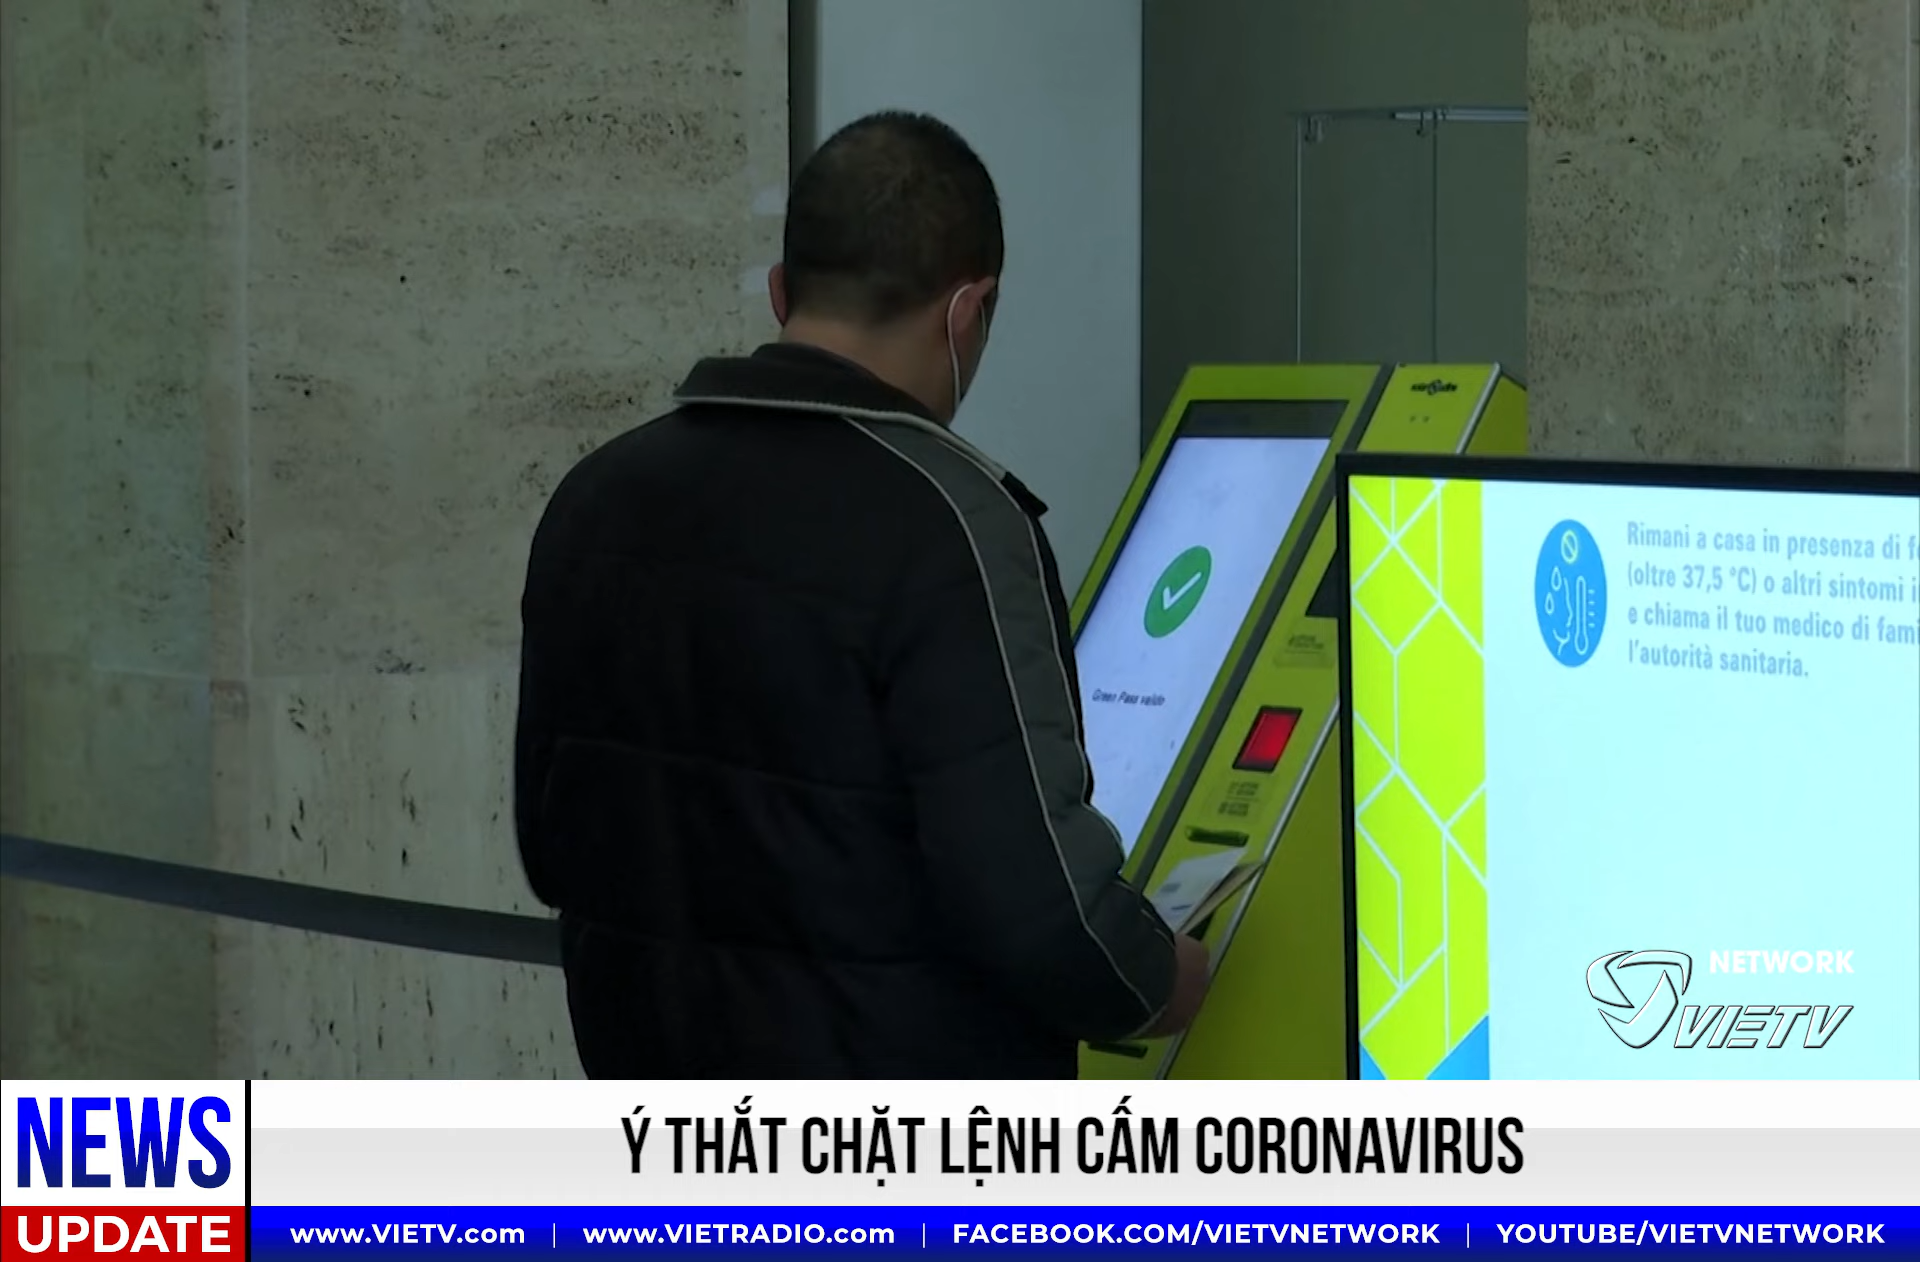 Green Pass valido
Rimani a casa in presenza di
(oltre 37,5 °C) o altri sintomi
e chiama il tuo medico di
l'autorità sanitaria.
NETWORK
VIETV
NEWS
UPDATE
Ý THẮT CHẶT LỆNH CẤM CORONAVIRUS
www.VIETV.com | www.VIETRADIO.com | FACEBOOK.COM/VIETVNETWORK | YOUTUBE/VIETVNETWORK